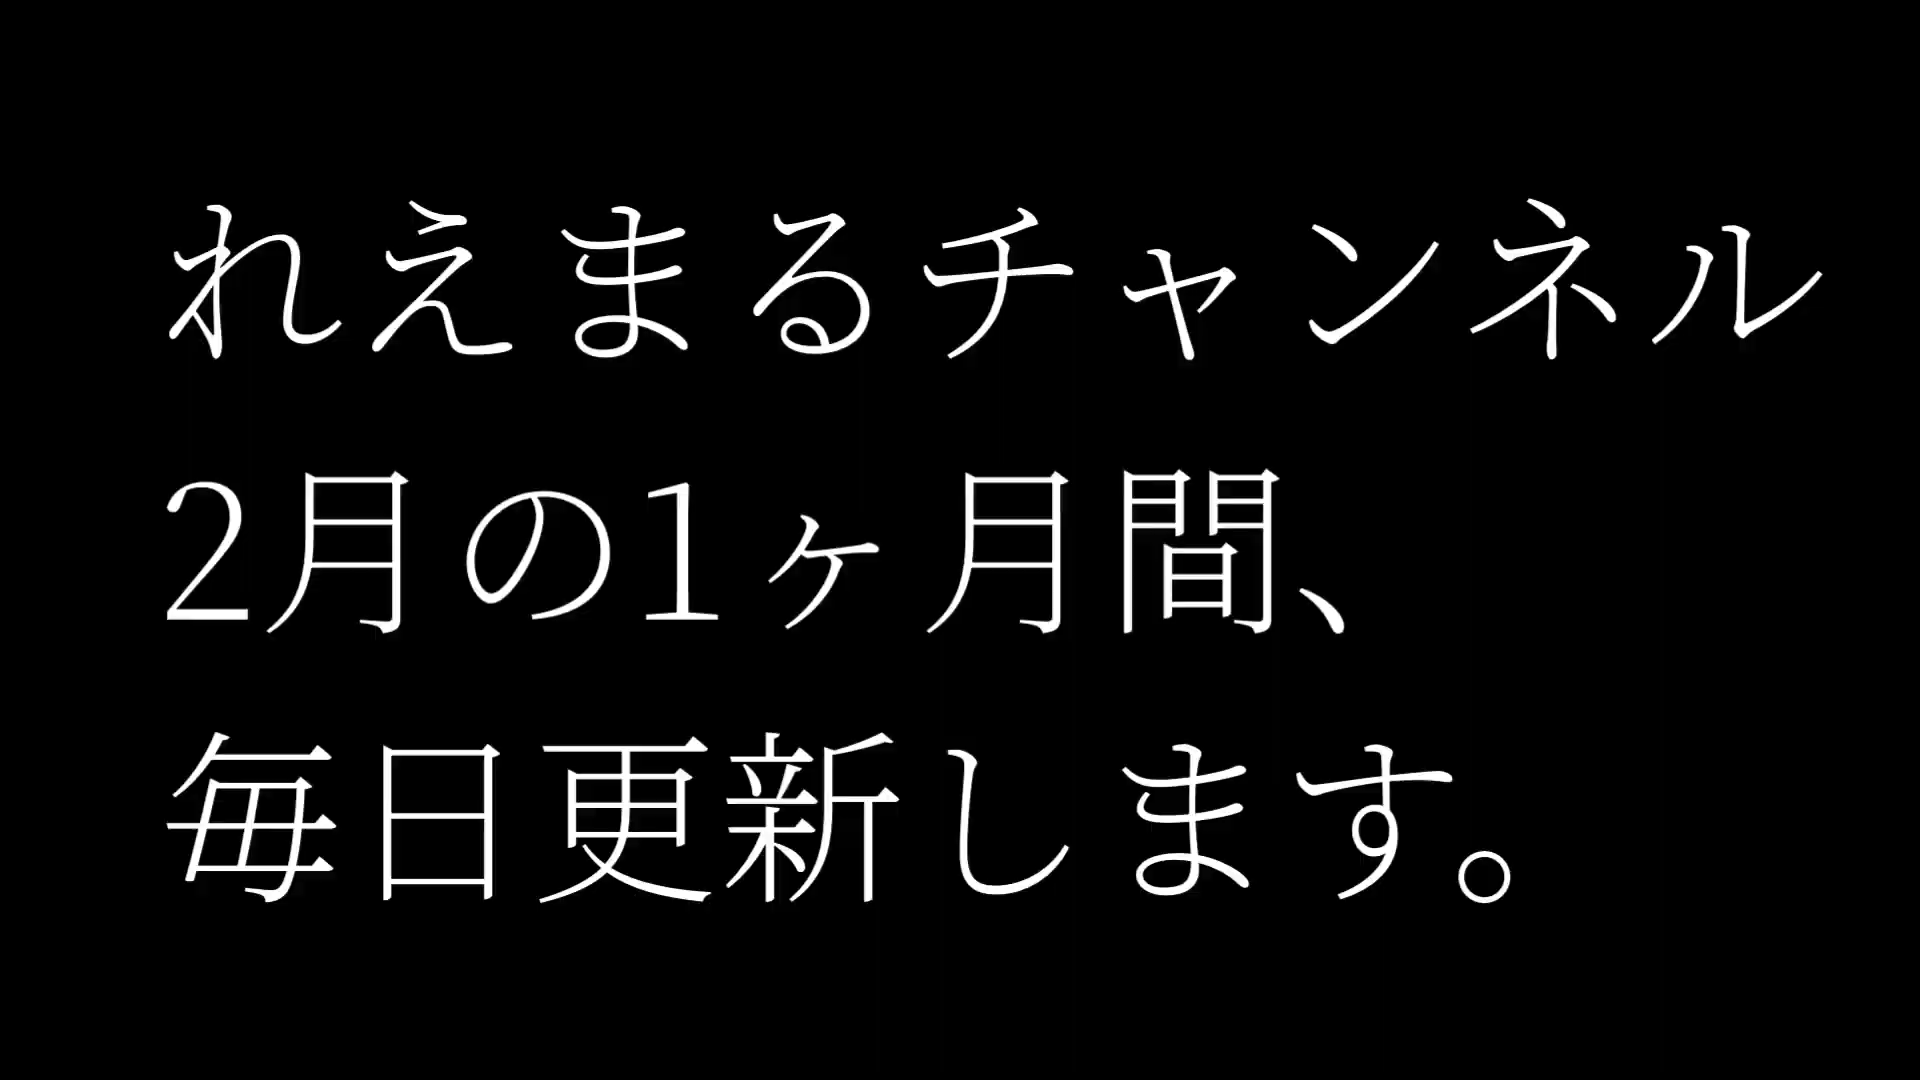 れえまるチャンネル
2月の1ヶ月間、
毎日更新します。